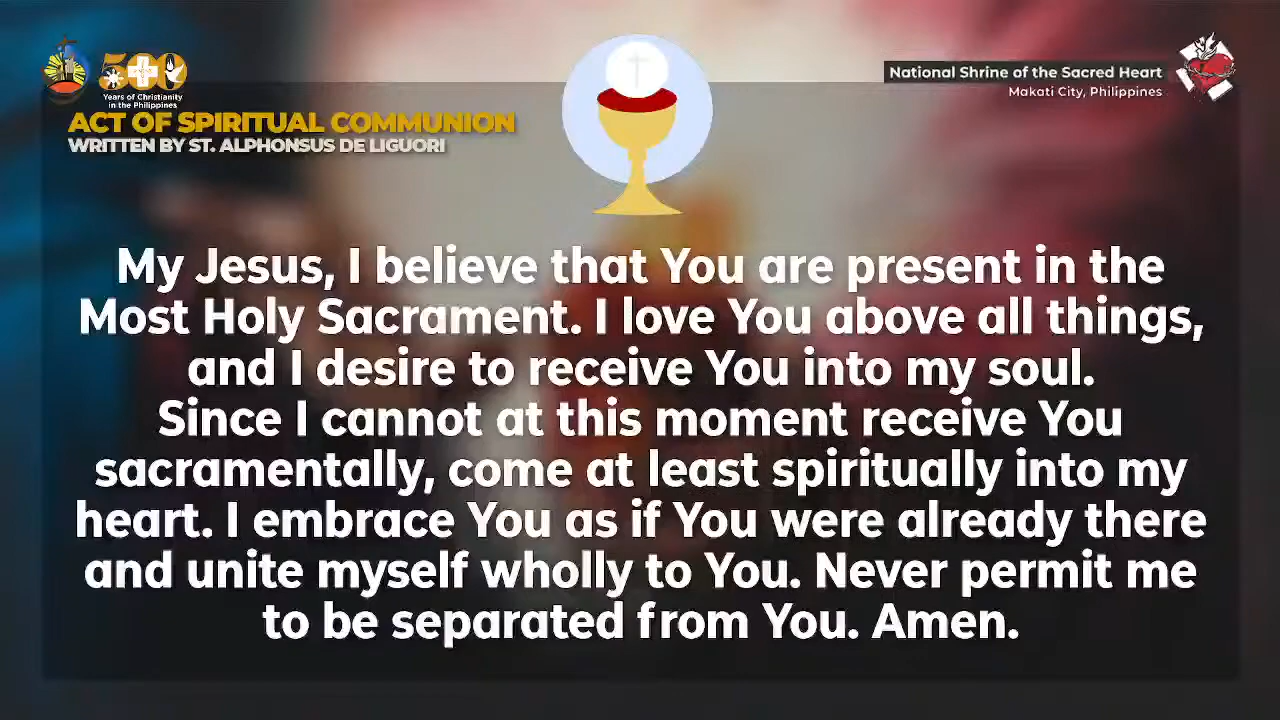 500
Years of Christianity
in the Philippines
ACT OF SPIRITUAL COMMUNION
WRITTEN BY ST. ALPHONSUS DE LIGUORI
National Shrine of the Sacred Heart
Makati City, Philippines
My Jesus, I believe that You are present in the
Most Holy Sacrament. I love You above all things,
and I desire to receive You into my soul.
Since I cannot at this moment receive You
sacramentally, come at least spiritually into my
heart. I embrace You as if You were already there
and unite myself wholly to You. Never permit me
to be separated from You. Amen.